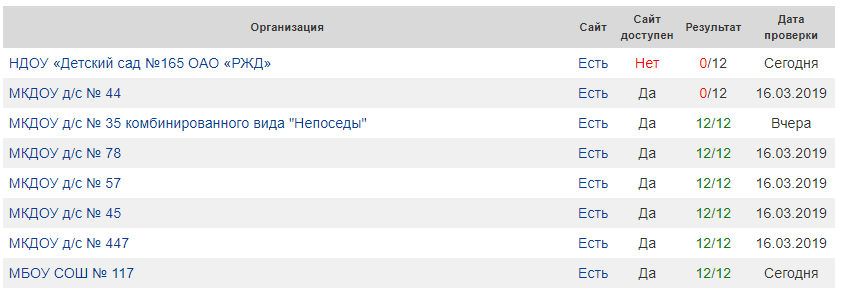 Организация Сайт Сайт доступен Результат Дата проверки
НДОУ «Детский сад №165 ОАО «РЖД» Есть Нет 0/12 Сегодня
МКДОУ д/с № 44 Есть Да 0/12 16.03.2019
МКДОУ д/с № 35 комбинированного вида "Непоседы" Есть Да 12/12 Вчера
МКДОУ д/с № 78 Есть Да 12/12 16.03.2019
МКДОУ д/с № 57 Есть Да 12/12 16.03.2019
МКДОУ д/с № 45 Есть Да 12/12 16.03.2019
МКДОУ д/с № 447 Есть Да 12/12 16.03.2019
МБОУ СОШ № 117 Есть Да 12/12 Сегодня